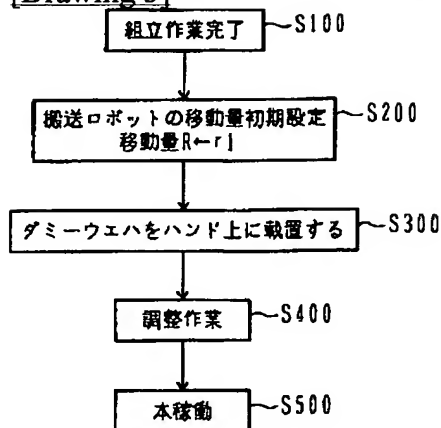 組立作業完了 S100
搬送ロボットの移動量初期設定
移動量R←r1 S200
ダミーウエハをハンド上に載置する S300
調整作業 S400
本稼働 S500